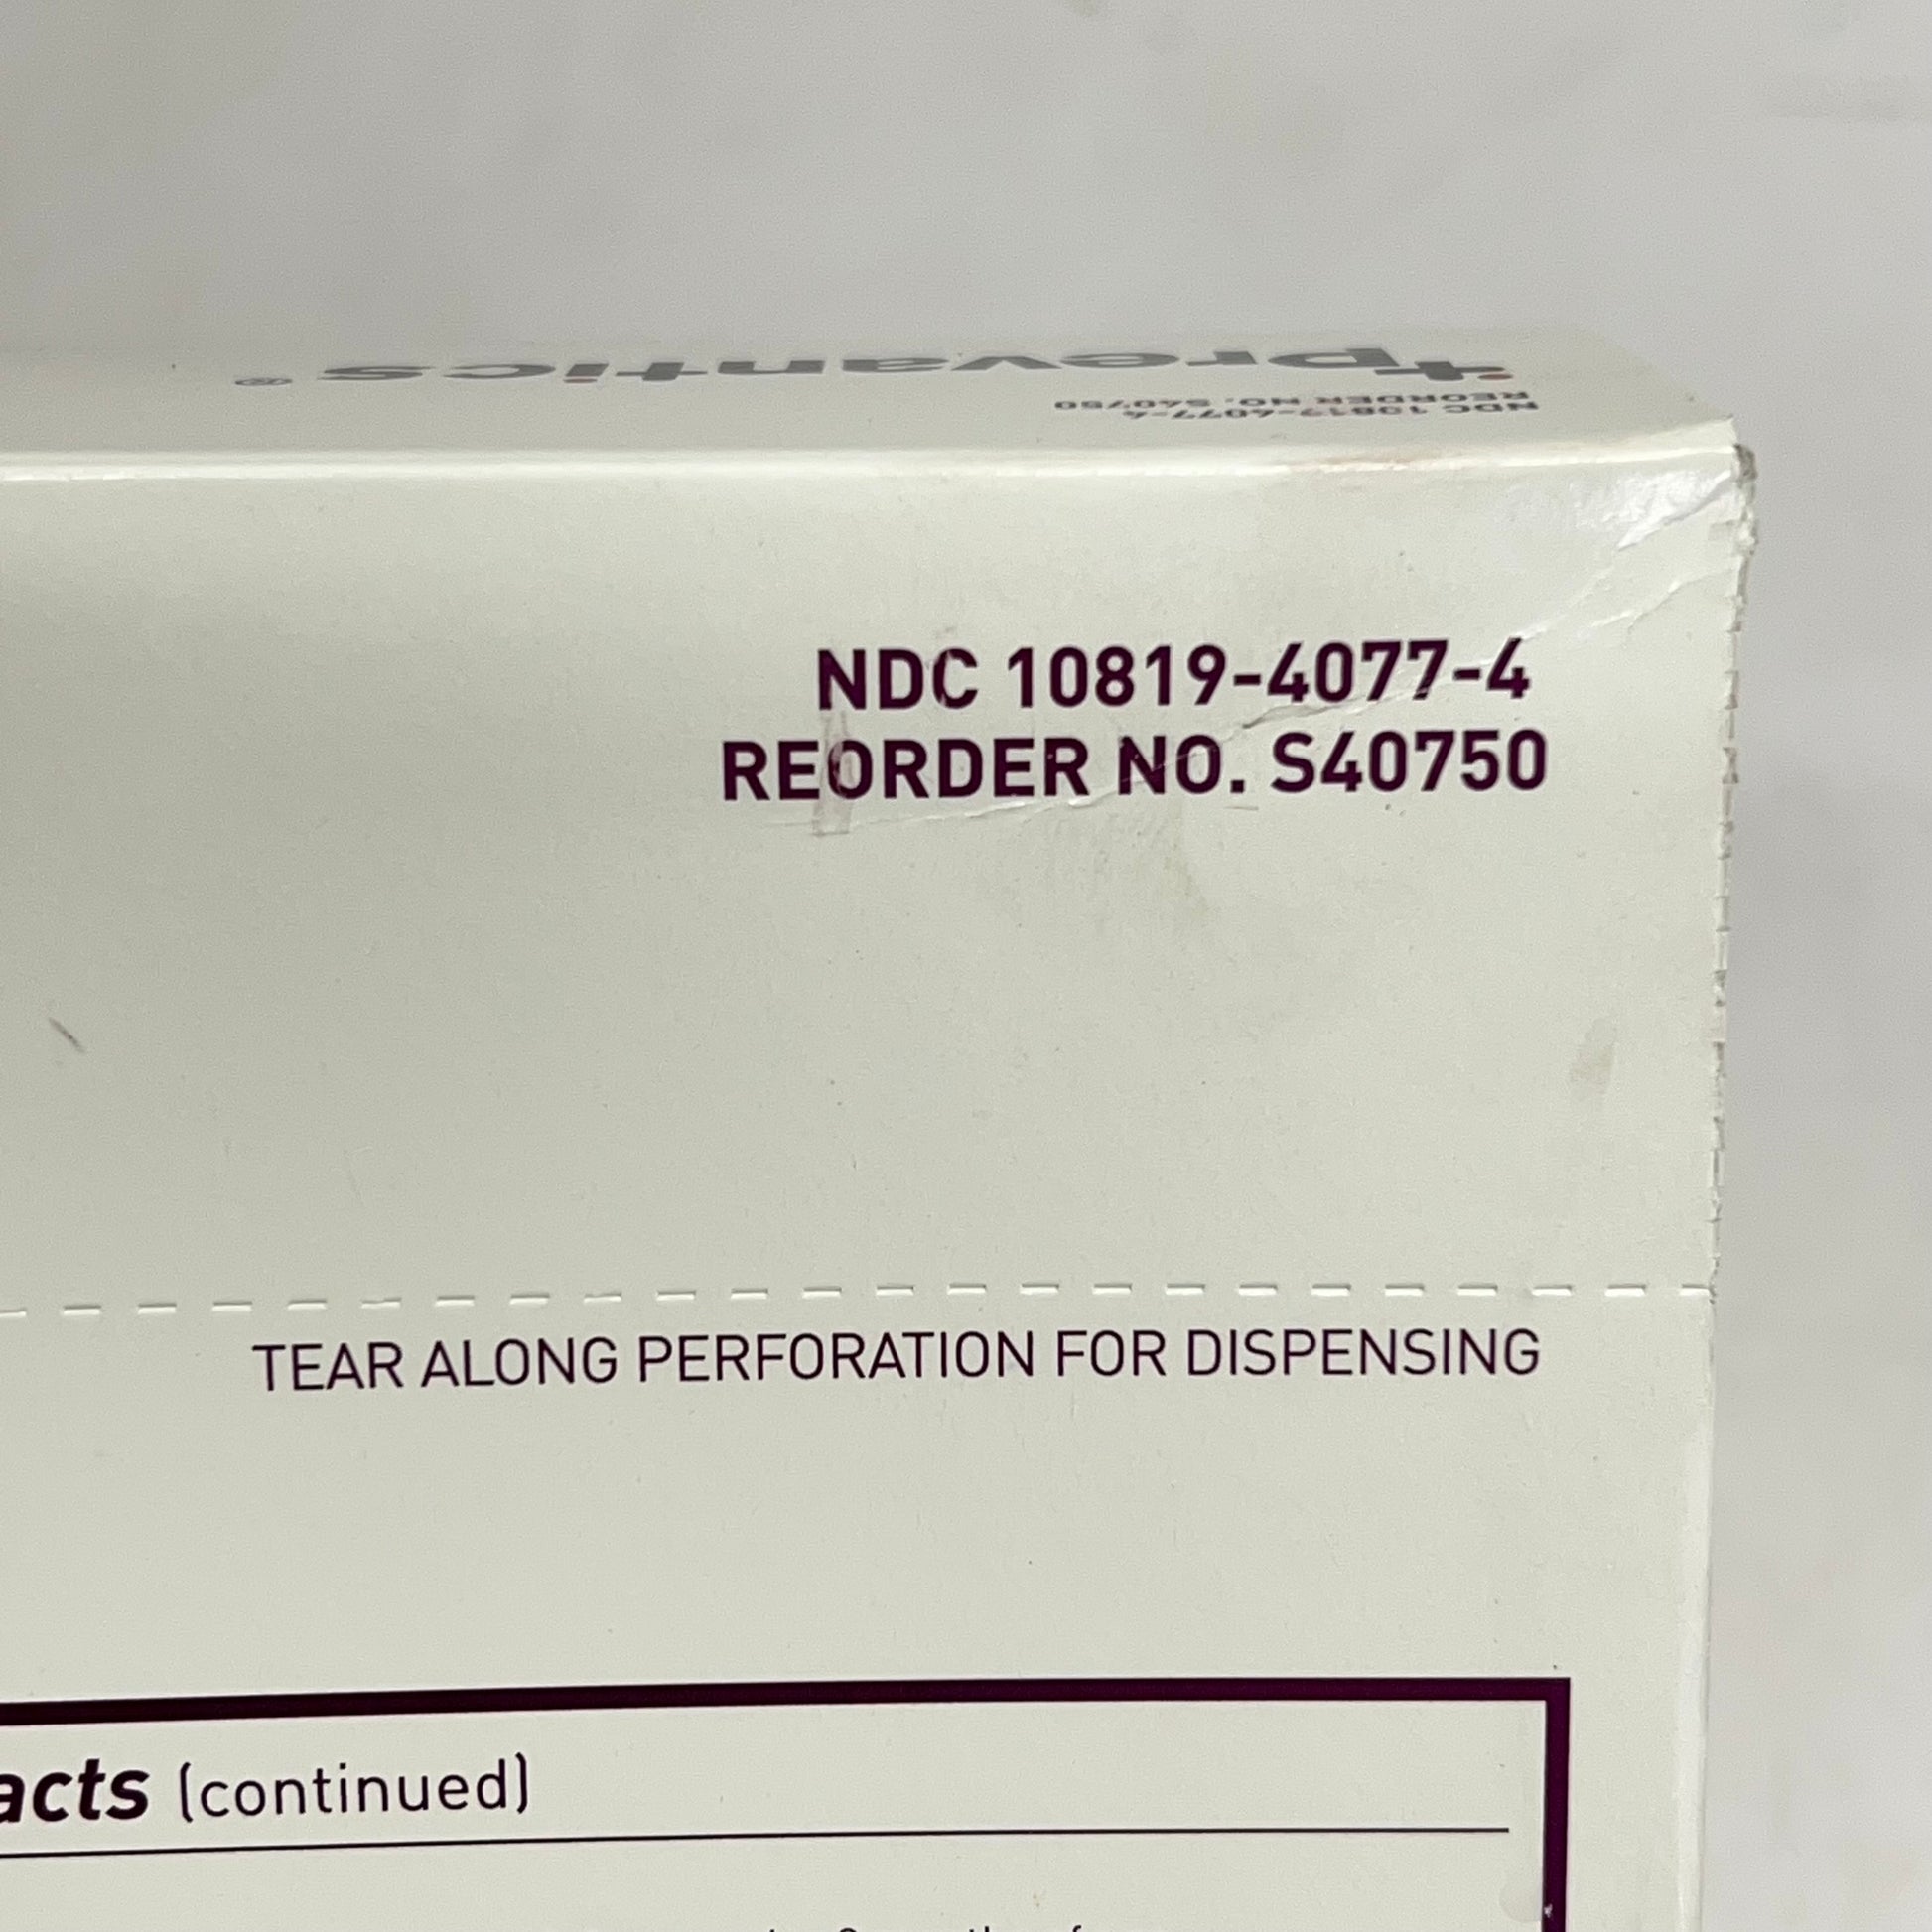 prevantics®
NDC 10819-4077-4
REORDER NO. S40750
NDC 10819-4077-4
REORDER NO. S40750
TEAR ALONG PERFORATION FOR DISPENSING
acts (continued)